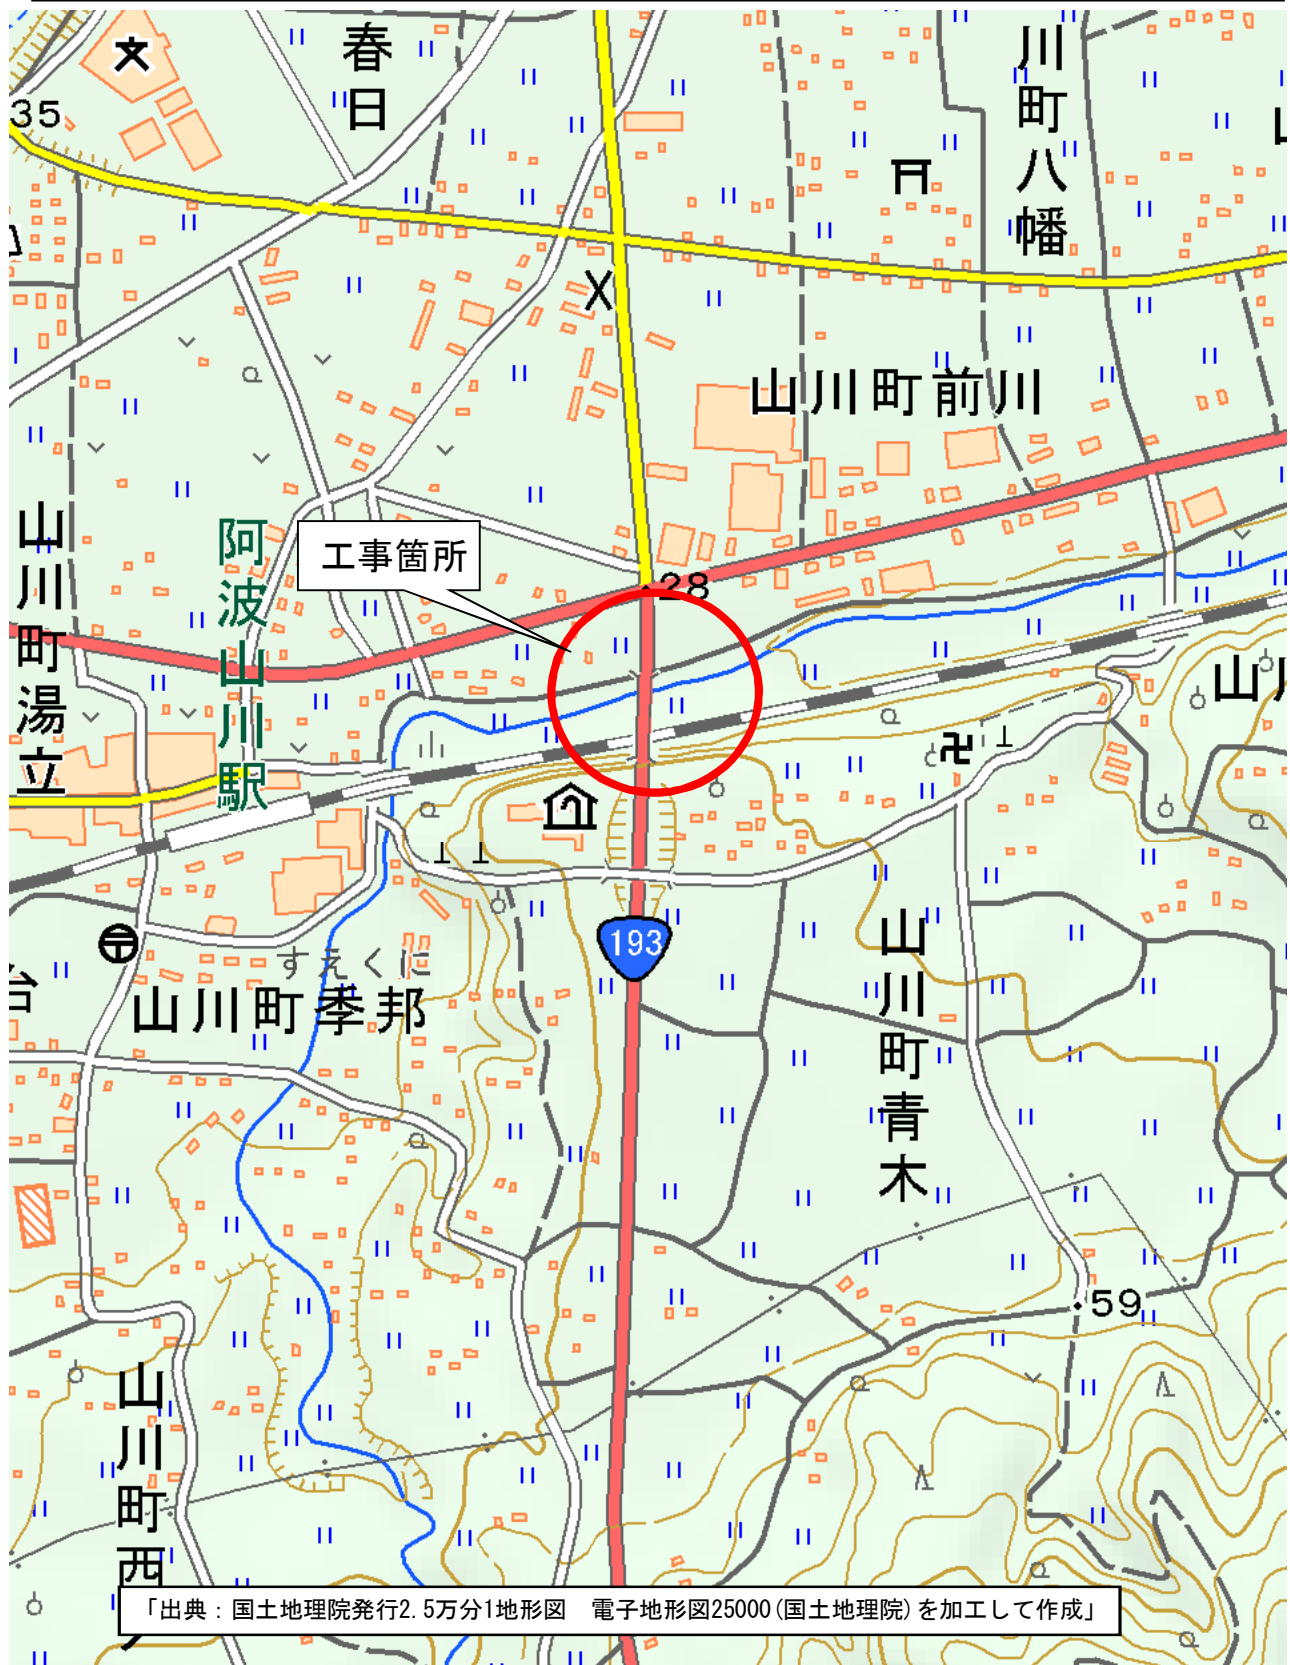 春日
川町八幡
35
山川町前川
山川町湯立
阿波山川駅
工事箇所
28
山川
193
すえくに
山川町季邦
台
山川町青木
59
山川町西
「出典：国土地理院発行2.5万分1地形図　電子地形図25000(国土地理院)を加工して作成」